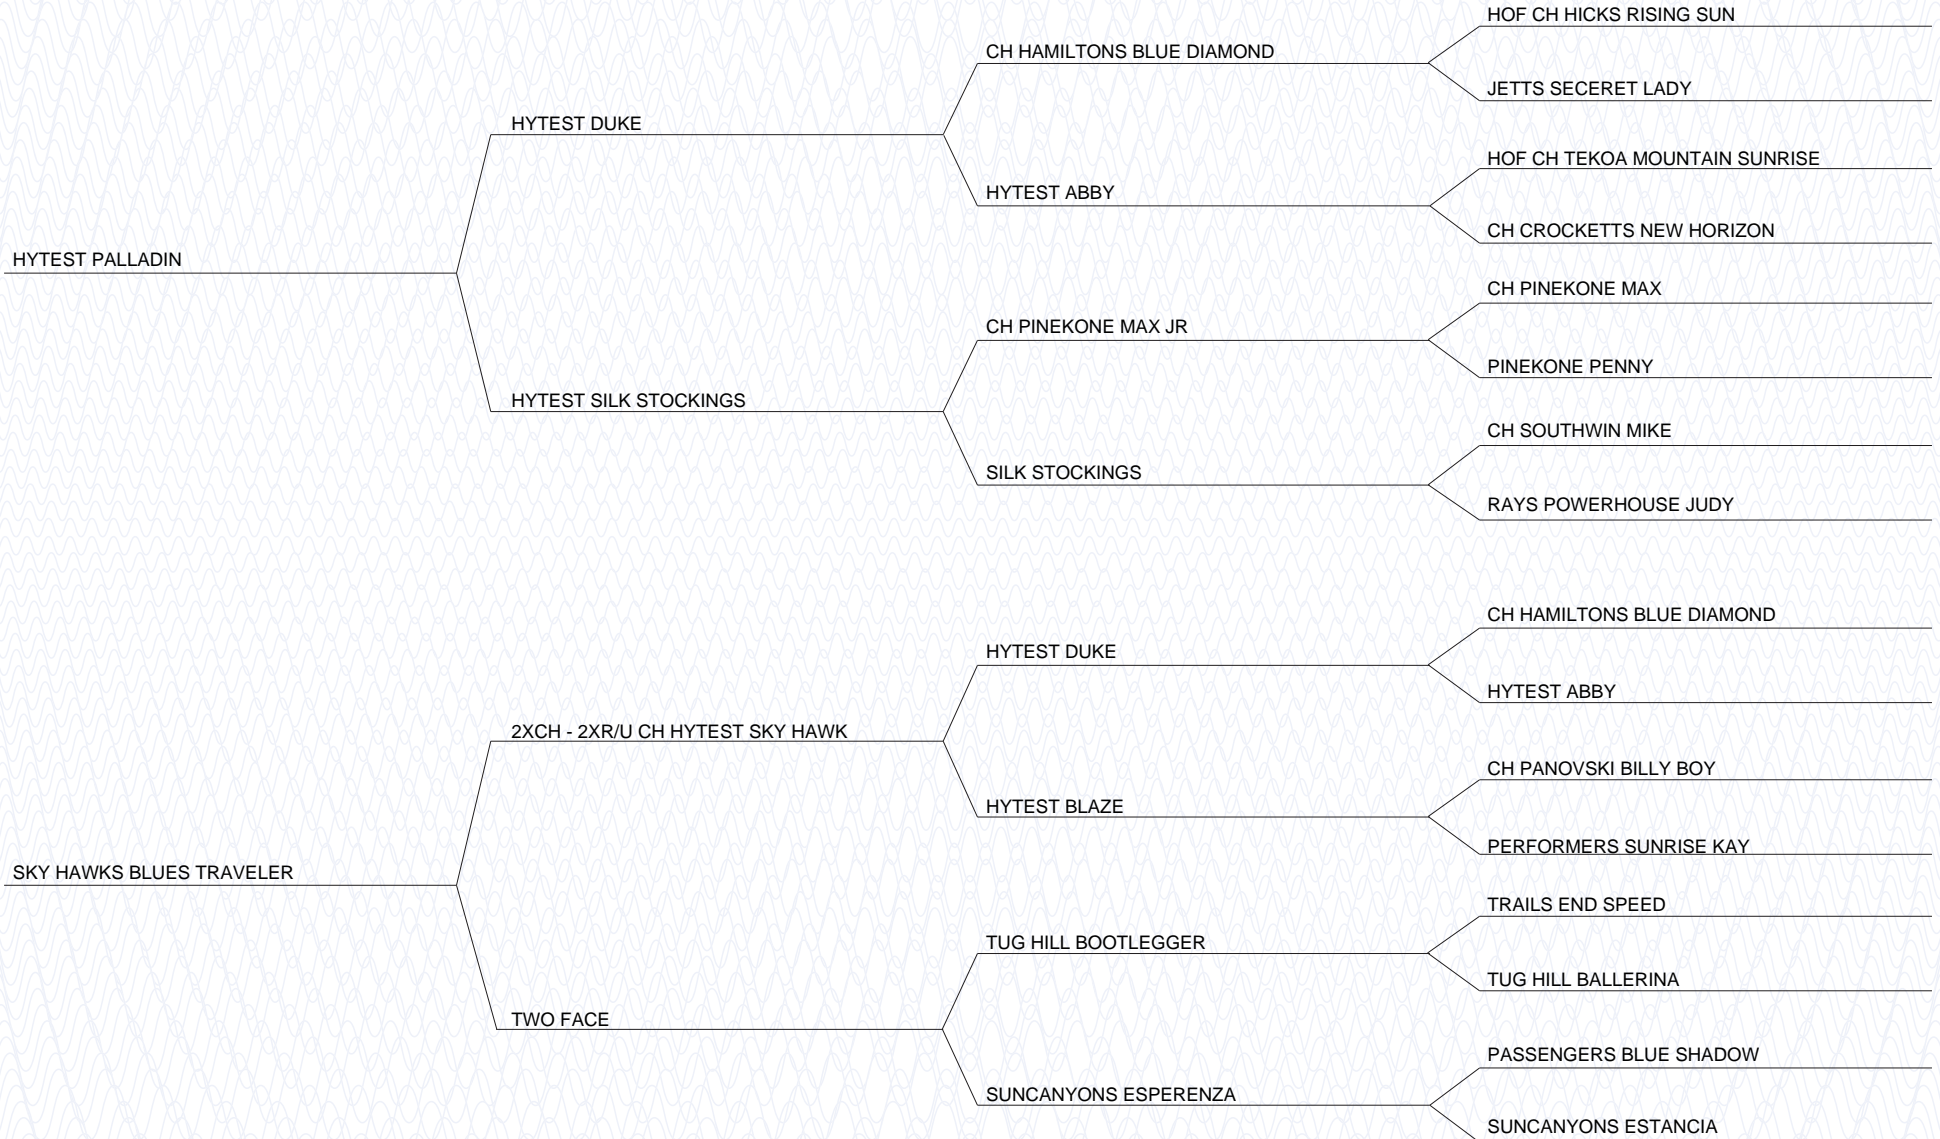 HOF CH HICKS RISING SUN
CH HAMILTONS BLUE DIAMOND
JETTS SECERET LADY
HYTEST DUKE
HOF CH TEKOA MOUNTAIN SUNRISE
HYTEST ABBY
CH CROCKETTS NEW HORIZON
HYTEST PALLADIN
CH PINEKONE MAX
CH PINEKONE MAX JR
PINEKONE PENNY
HYTEST SILK STOCKINGS
CH SOUTHWIN MIKE
SILK STOCKINGS
RAYS POWERHOUSE JUDY
CH HAMILTONS BLUE DIAMOND
HYTEST DUKE
HYTEST ABBY
2XCH - 2XR/U CH HYTEST SKY HAWK
CH PANOVSKI BILLY BOY
HYTEST BLAZE
PERFORMERS SUNRISE KAY
SKY HAWKS BLUES TRAVELER
TRAILS END SPEED
TUG HILL BOOTLEGGER
TUG HILL BALLERINA
TWO FACE
PASSENGERS BLUE SHADOW
SUNCANYONS ESPERENZA
SUNCANYONS ESTANCIA